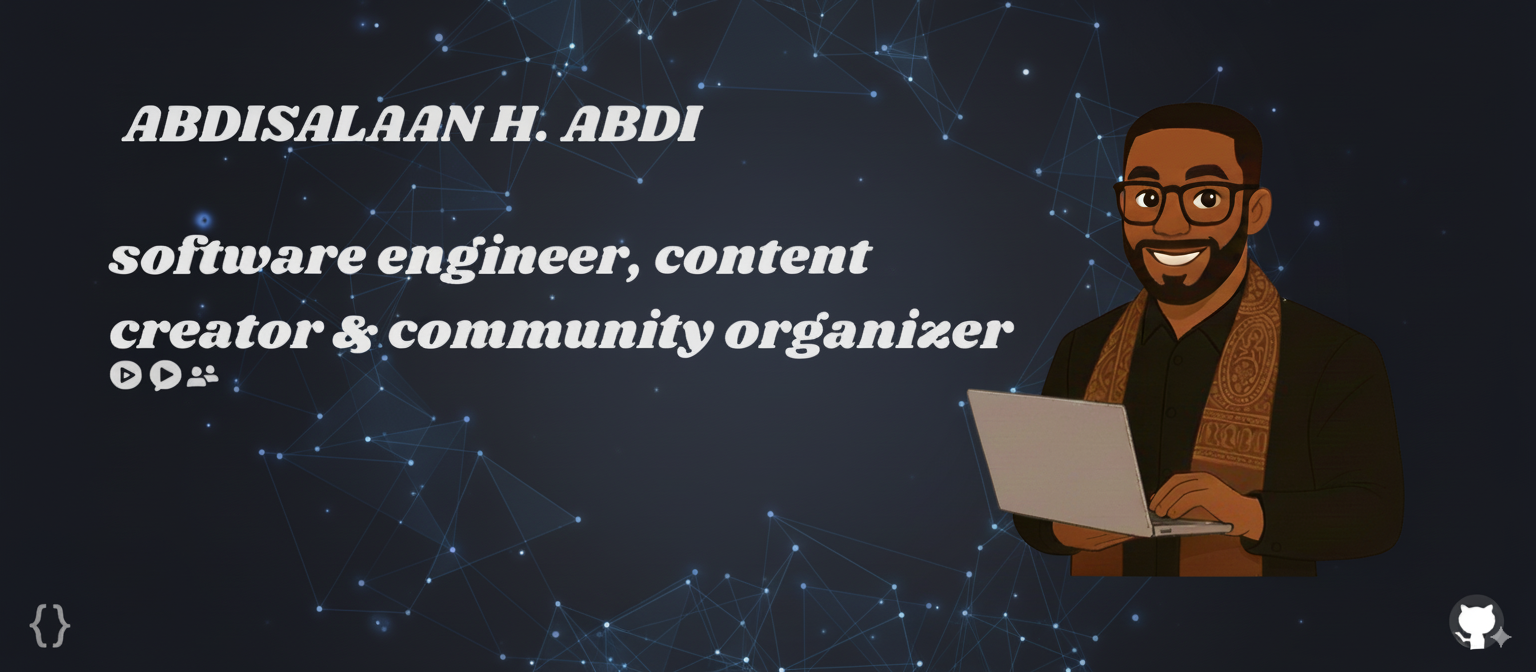 ABDISALAAN H. ABDI
software engineer, content
creator & community organizer
{}